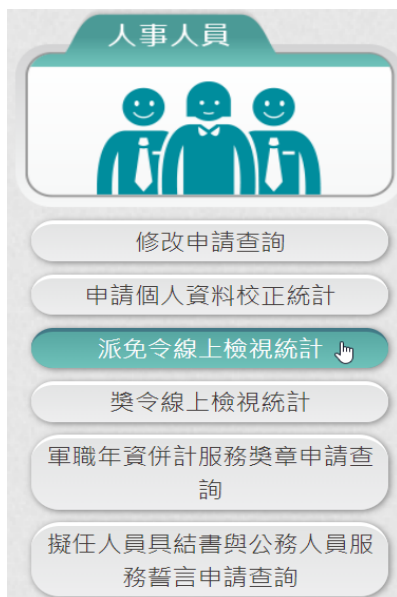 人事人員
修改申請查詢
申請個人資料校正統計
派免令線上檢視統計
獎令線上檢視統計
軍職年資併計服務獎章申請查
詢
擬任人員具結書與公務人員服
務誓言申請查詢